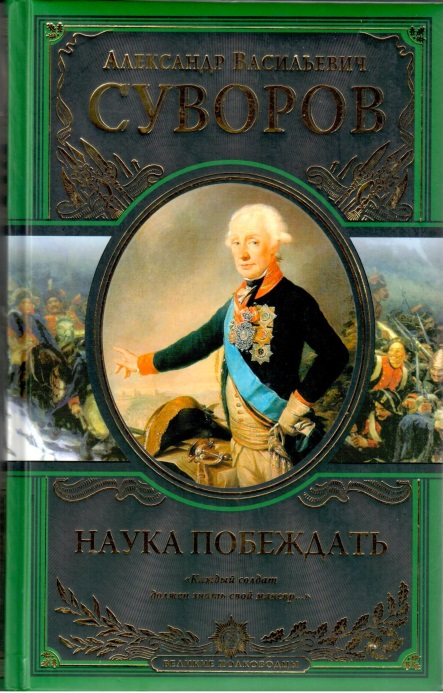 Александр Васильевич
Суворов
Наука побеждать
«Каждый солдат
должен знать свой маневр...»
Великие полководцы